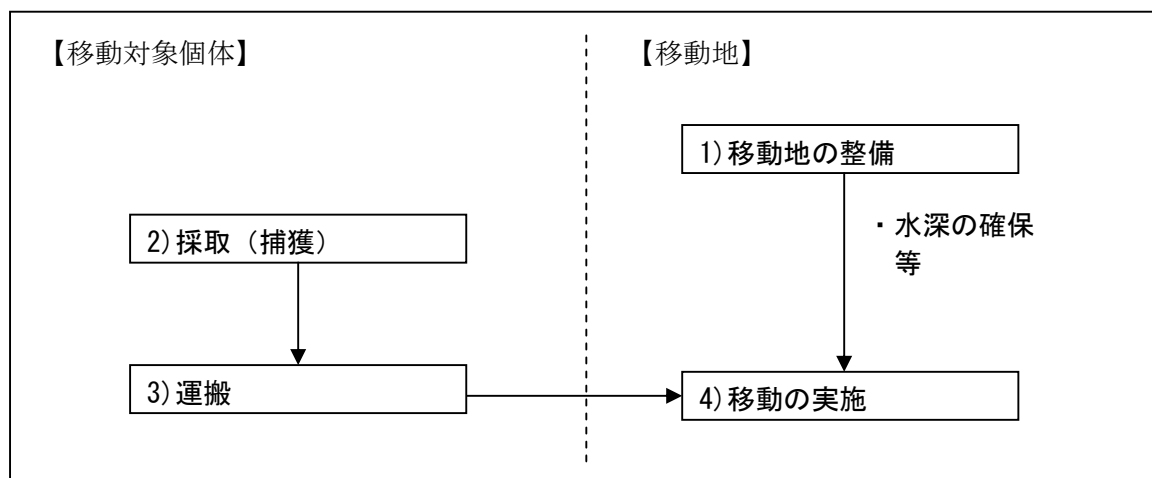 【移動対象個体】
【移動地】
1)移動地の整備
・水深の確保
等
2)採取（捕獲）
3)運搬
4)移動の実施